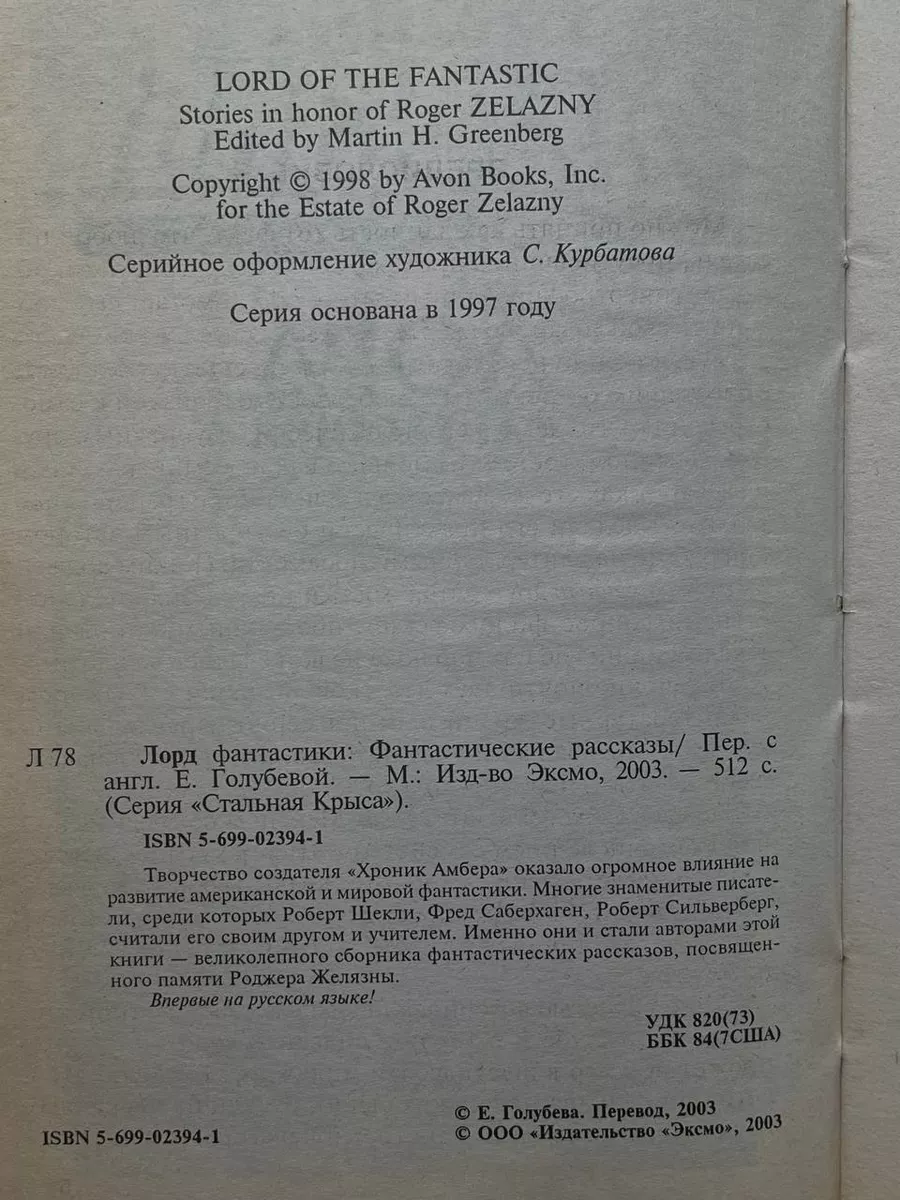 LORD OF THE FANTASTIC
Stories in honor of Roger ZELAZNY
Edited by Martin H. Greenberg
Copyright © 1998 by Avon Books, Inc.
for the Estate of Roger Zelazny
Серийное оформление художника С. Курбатова
Серия основана в 1997 году
Л 78 Лорд фантастики: Фантастические рассказы/ Пер. с
англ. Е. Голубевой. — М.: Изд-во Эксмо, 2003. — 512 с.
(Серия «Стальная Крыса»).
ISBN 5-699-02394-1
Творчество создателя «Хроник Амбера» оказало огромное влияние на
развитие американской и мировой фантастики. Многие знаменитые писате-
ли, среди которых Роберт Шекли, Фред Саберхаген, Роберт Сильверберг,
считали его своим другом и учителем. Именно они и стали авторами этой
книги — великолепного сборника фантастических рассказов, посвящен-
ного памяти Роджера Желязны.
Впервые на русском языке!
УДК 820(73)
ББК 84(7США)
© Е. Голубева. Перевод, 2003
ISBN 5-699-02394-1 © ООО «Издательство «Эксмо», 2003